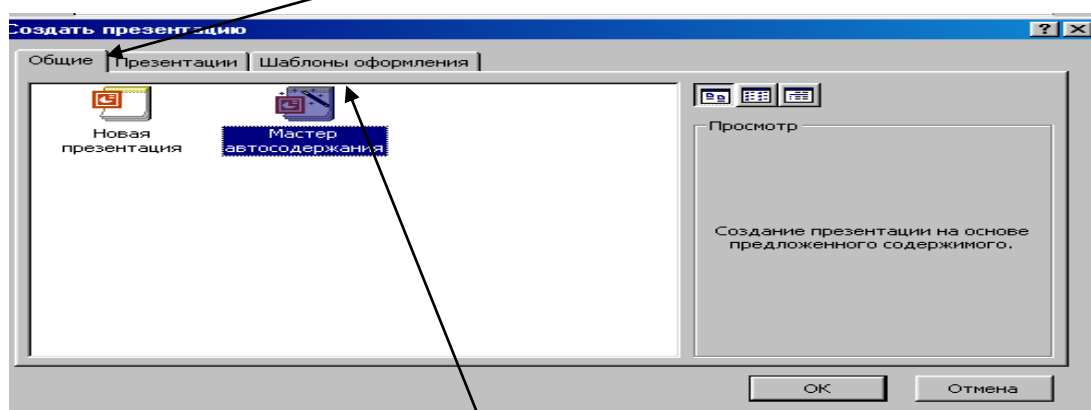 Создать презентацию
Общие Презентации Шаблоны оформления
Новая
презентация
Мастер
автосодержания
Просмотр
Создание презентации на основе
предложенного содержимого.
ОК Отмена